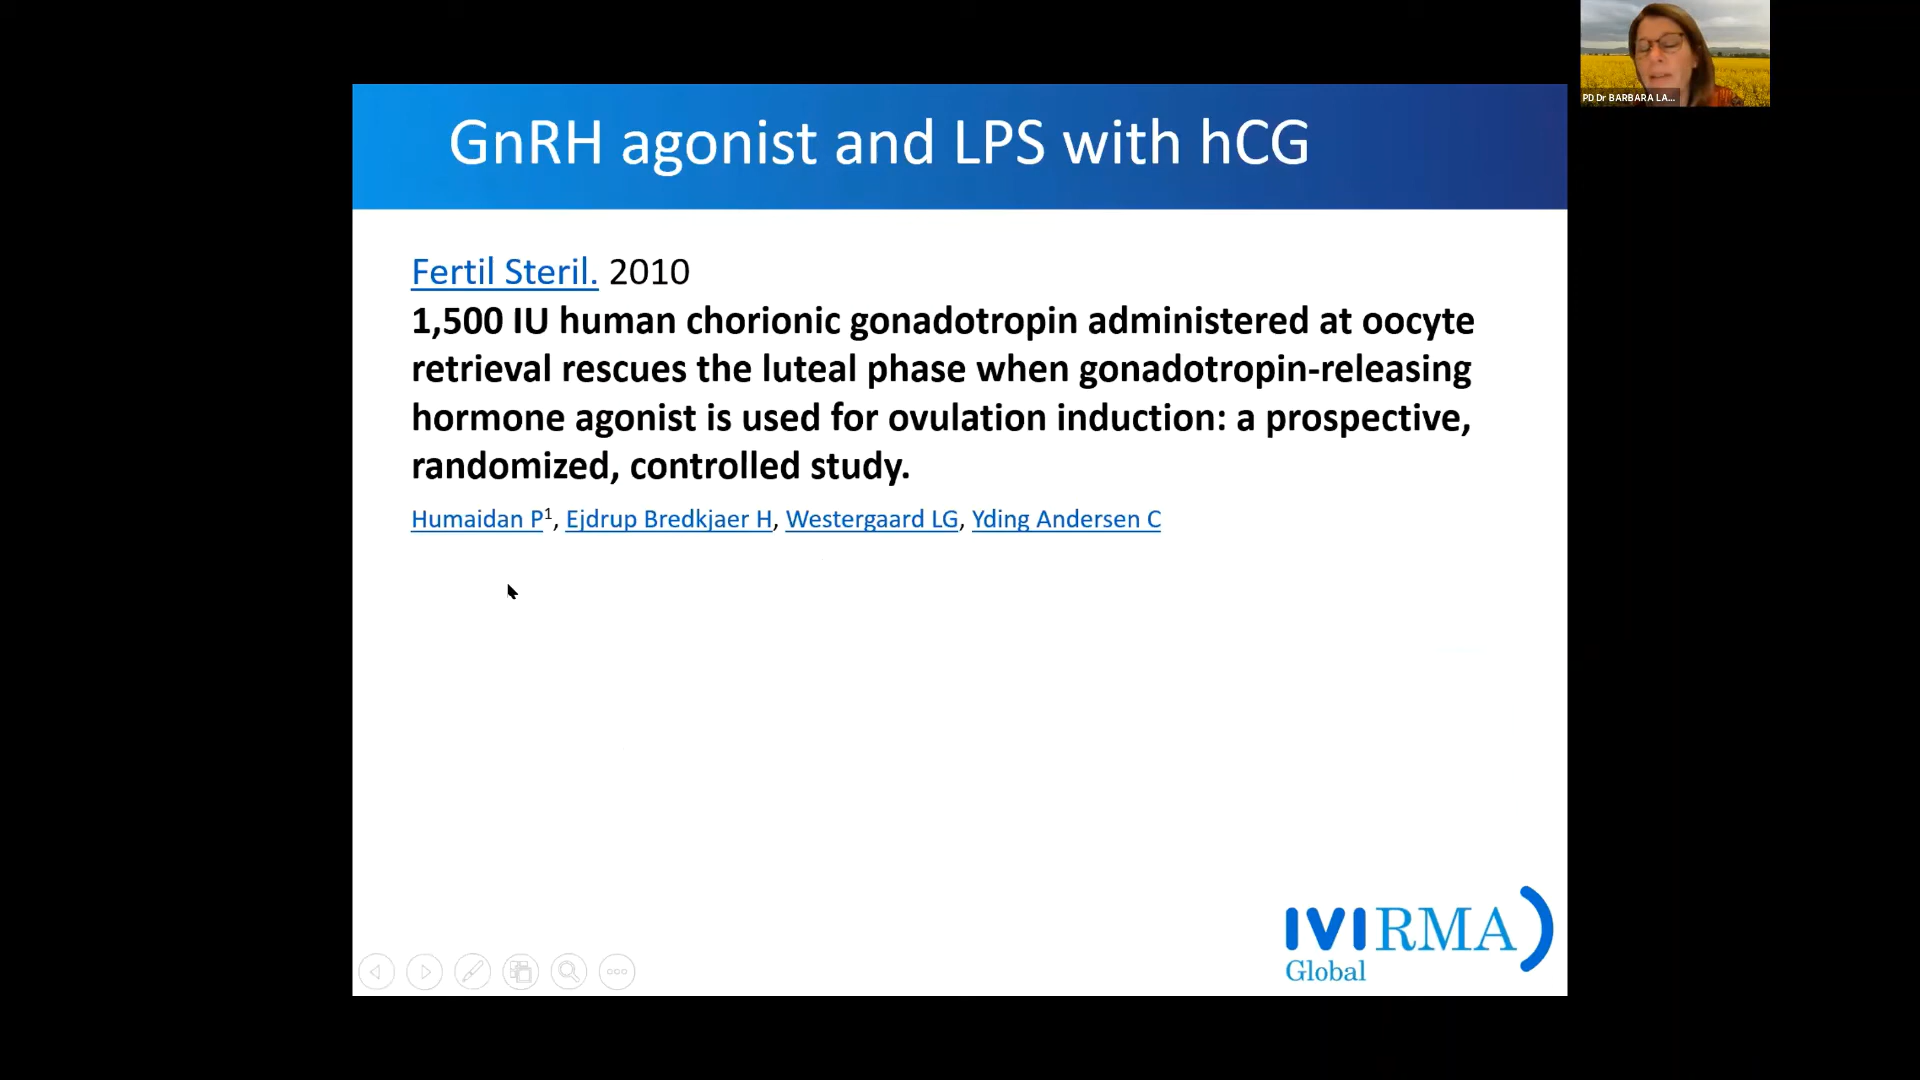 PD Dr BARBARA LA...
GnRH agonist and LPS with hCG
Fertil Steril. 2010
1,500 IU human chorionic gonadotropin administered at oocyte
retrieval rescues the luteal phase when gonadotropin-releasing
hormone agonist is used for ovulation induction: a prospective,
randomized, controlled study.
Humaidan P1, Ejdrup Bredkjaer H, Westergaard LG, Yding Andersen C
IVIRMA
Global